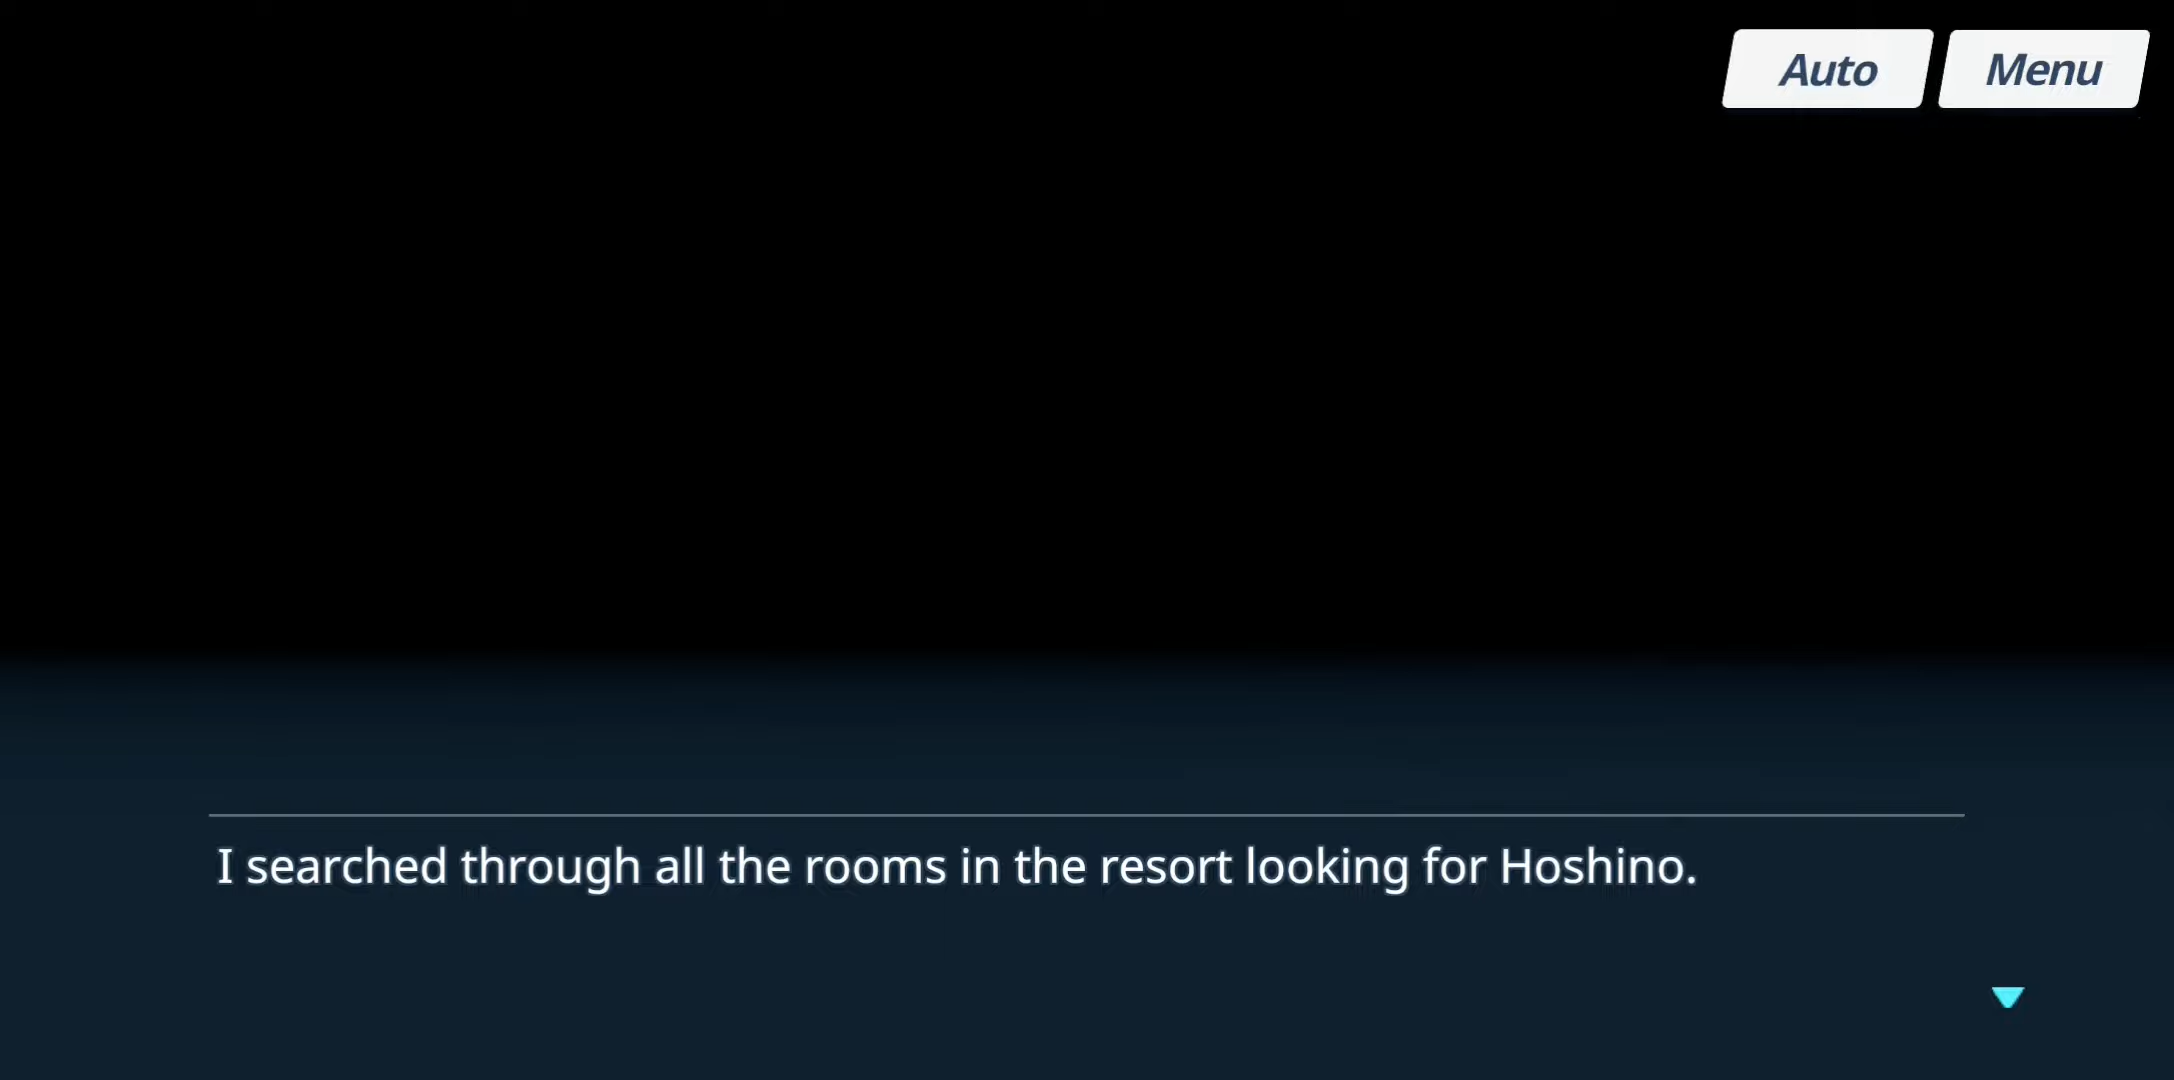 Auto
Menu
I searched through all the rooms in the resort looking for Hoshino.